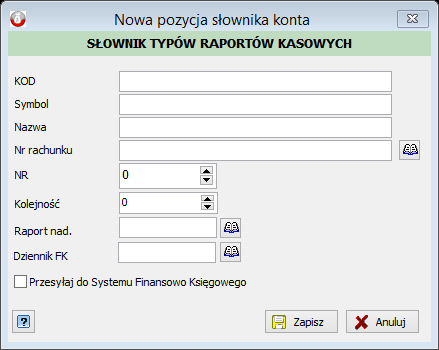 Nowa pozycja słownika konta
SŁOWNIK TYPÓW RAPORTÓW KASOWYCH
KOD
Symbol
Nazwa
Nr rachunku
NR 0
Kolejność 0
Raport nad.
Dziennik FK
Przesyłaj do Systemu Finansowo Księgowego
? Zapisz Anuluj